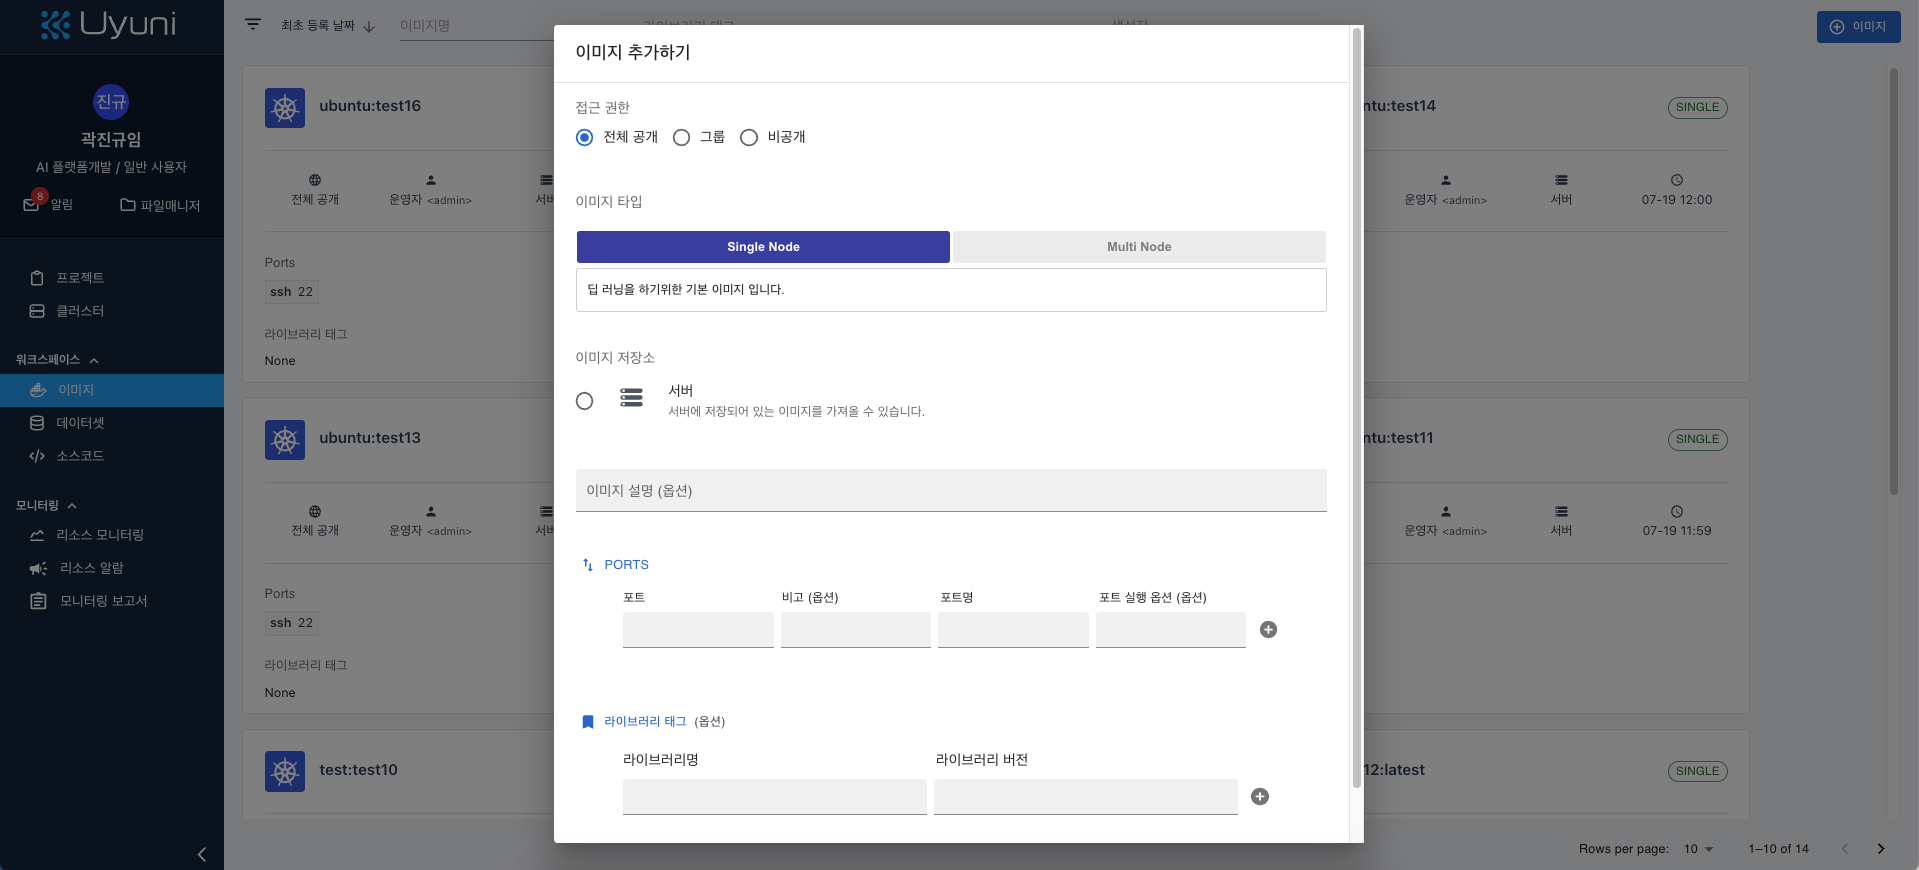 Uyuni
진규
곽진규임
AI 플랫폼개발 / 일반 사용자
8
알림
파일매니저
프로젝트
클러스터
워크스페이스
이미지
데이터셋
소스코드
모니터링
리소스 모니터링
리소스 알람
모니터링 보고서
최초 등록 날짜
이미지명
라이브러리 태그
생성자
이미지
ubuntu:test16
전체 공개
운영자 <admin>
Ports
ssh 22
라이브러리 태그
None
ubuntu:test13
전체 공개
운영자 <admin>
Ports
ssh 22
라이브러리 태그
None
test:test10
이미지 추가하기
접근 권한
전체 공개
그룹
비공개
이미지 타입
Single Node
Multi Node
딥 러닝을 하기위한 기본 이미지 입니다.
이미지 저장소
서버
서버에 저장되어 있는 이미지를 가져올 수 있습니다.
이미지 설명 (옵션)
PORTS
포트
비고 (옵션)
포트명
포트 실행 옵션 (옵션)
라이브러리 태그 (옵션)
라이브러리명
라이브러리 버전
ntu:test14
SINGLE
운영자 <admin>
서버
07-19 12:00
ntu:test11
SINGLE
운영자 <admin>
서버
07-19 11:59
12:latest
SINGLE
Rows per page: 10
1–10 of 14